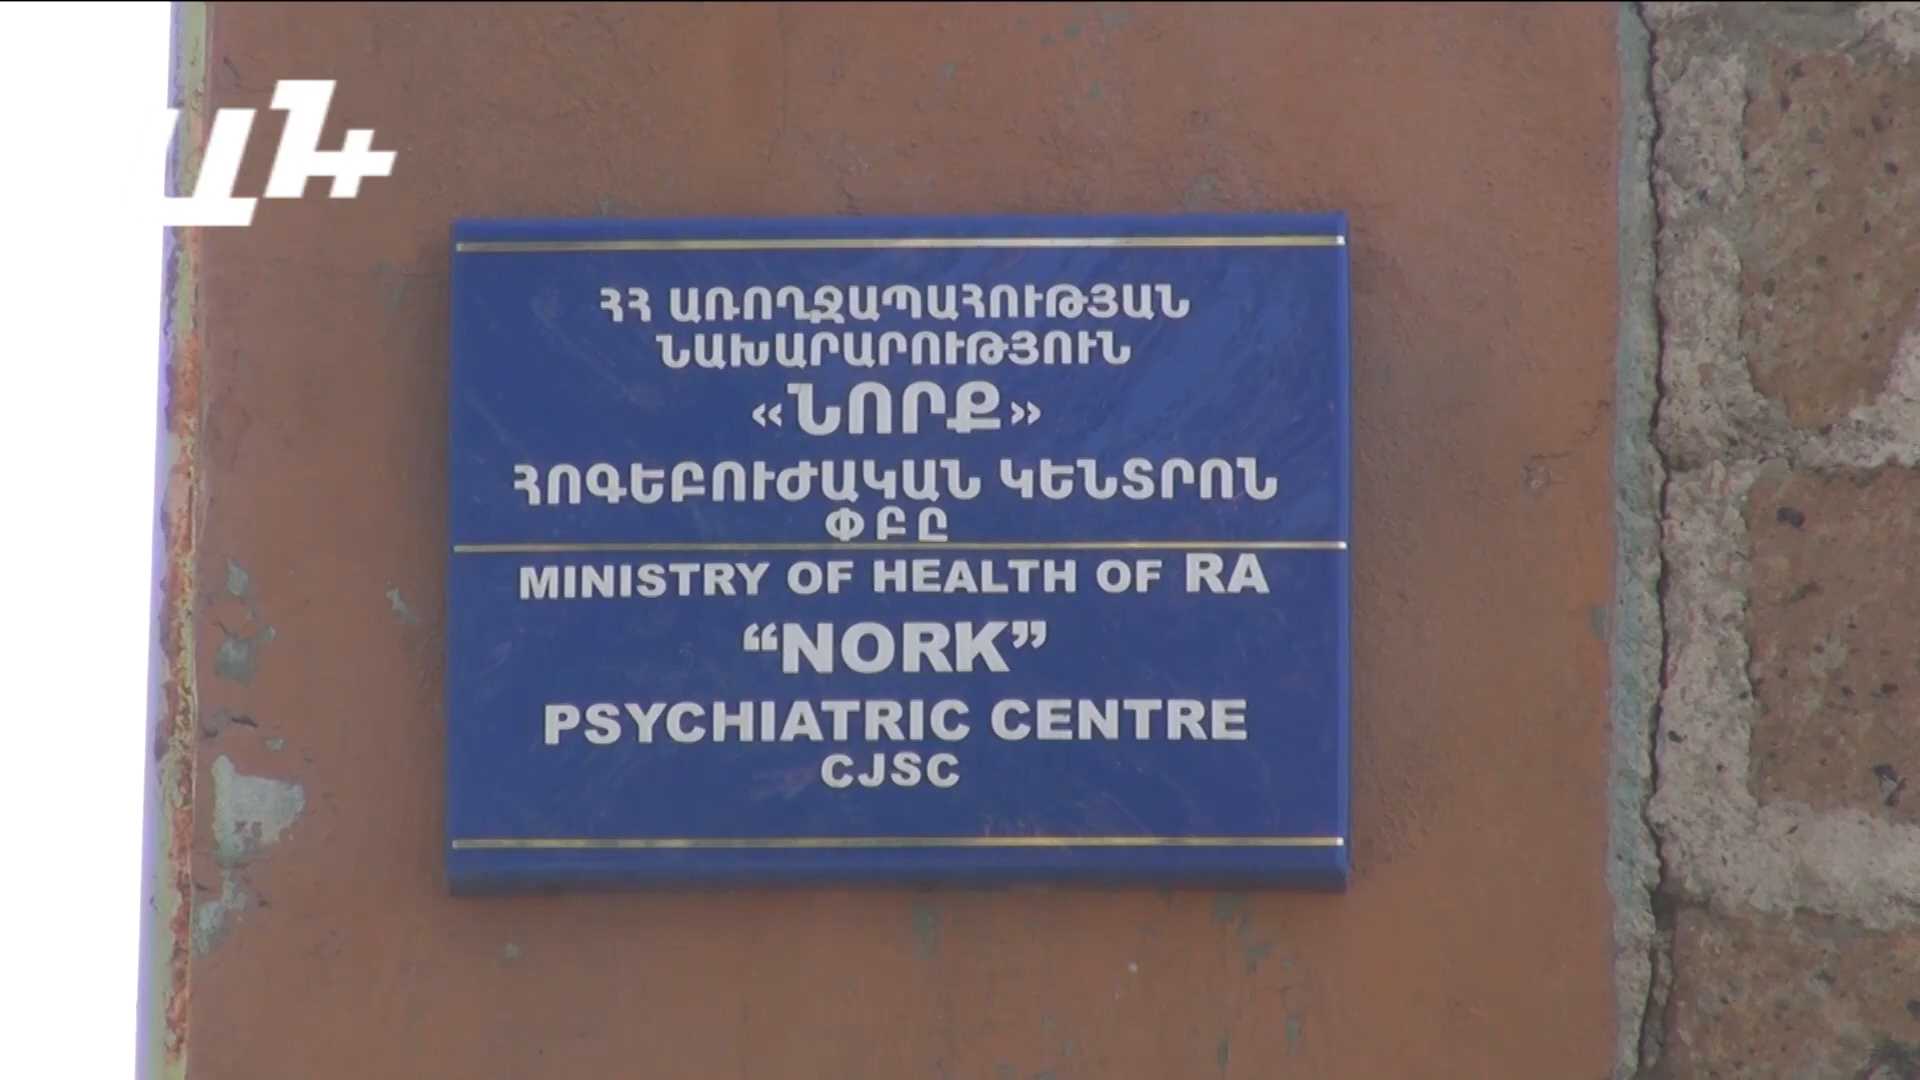 ՀՀ ԱՌՈՂՋԱՊԱՀՈՒԹՅԱՆ
ՆԱԽԱՐԱՐՈՒԹՅՈՒՆ
«ՆՈՐՔ»
ՀՈԳԵԲՈՒԺԱԿԱՆ ԿԵՆՏՐՈՆ
ՓԲԸ
MINISTRY OF HEALTH OF RA
“NORK”
PSYCHIATRIC CENTRE
CJSC